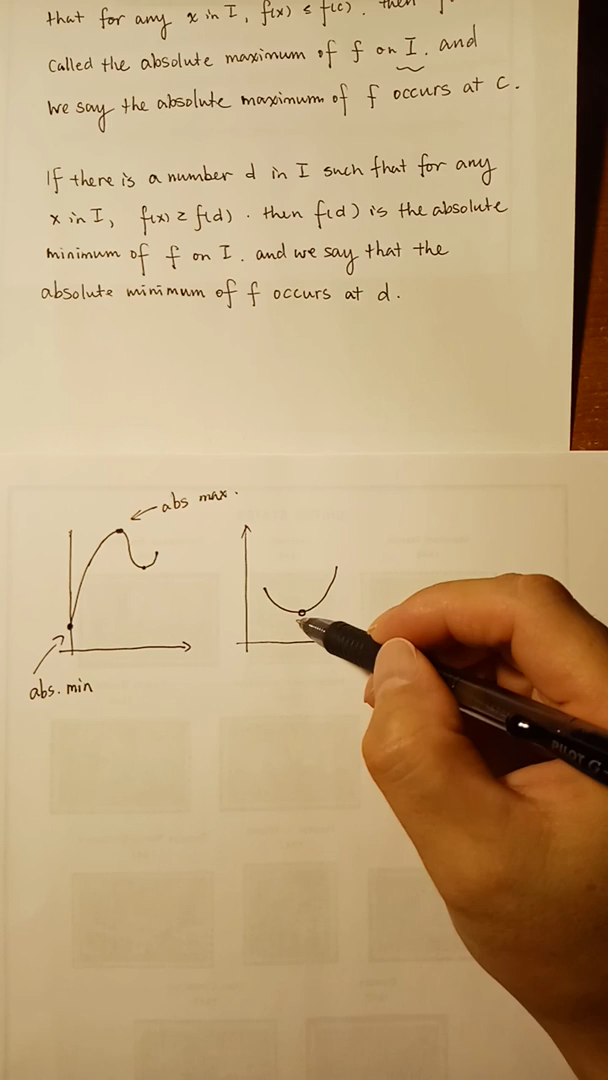 that for any x in I, f(x) ≤ f(c). then
called the absolute maximum of f on I. and
we say the absolute maximum of f occurs at c.
If there is a number d in I such that for any
x in I, f(x) ≥ f(d). then f(d) is the absolute
minimum of f on I. and we say that the
absolute minimum of f occurs at d.
abs max.
abs. min
PILOT G-